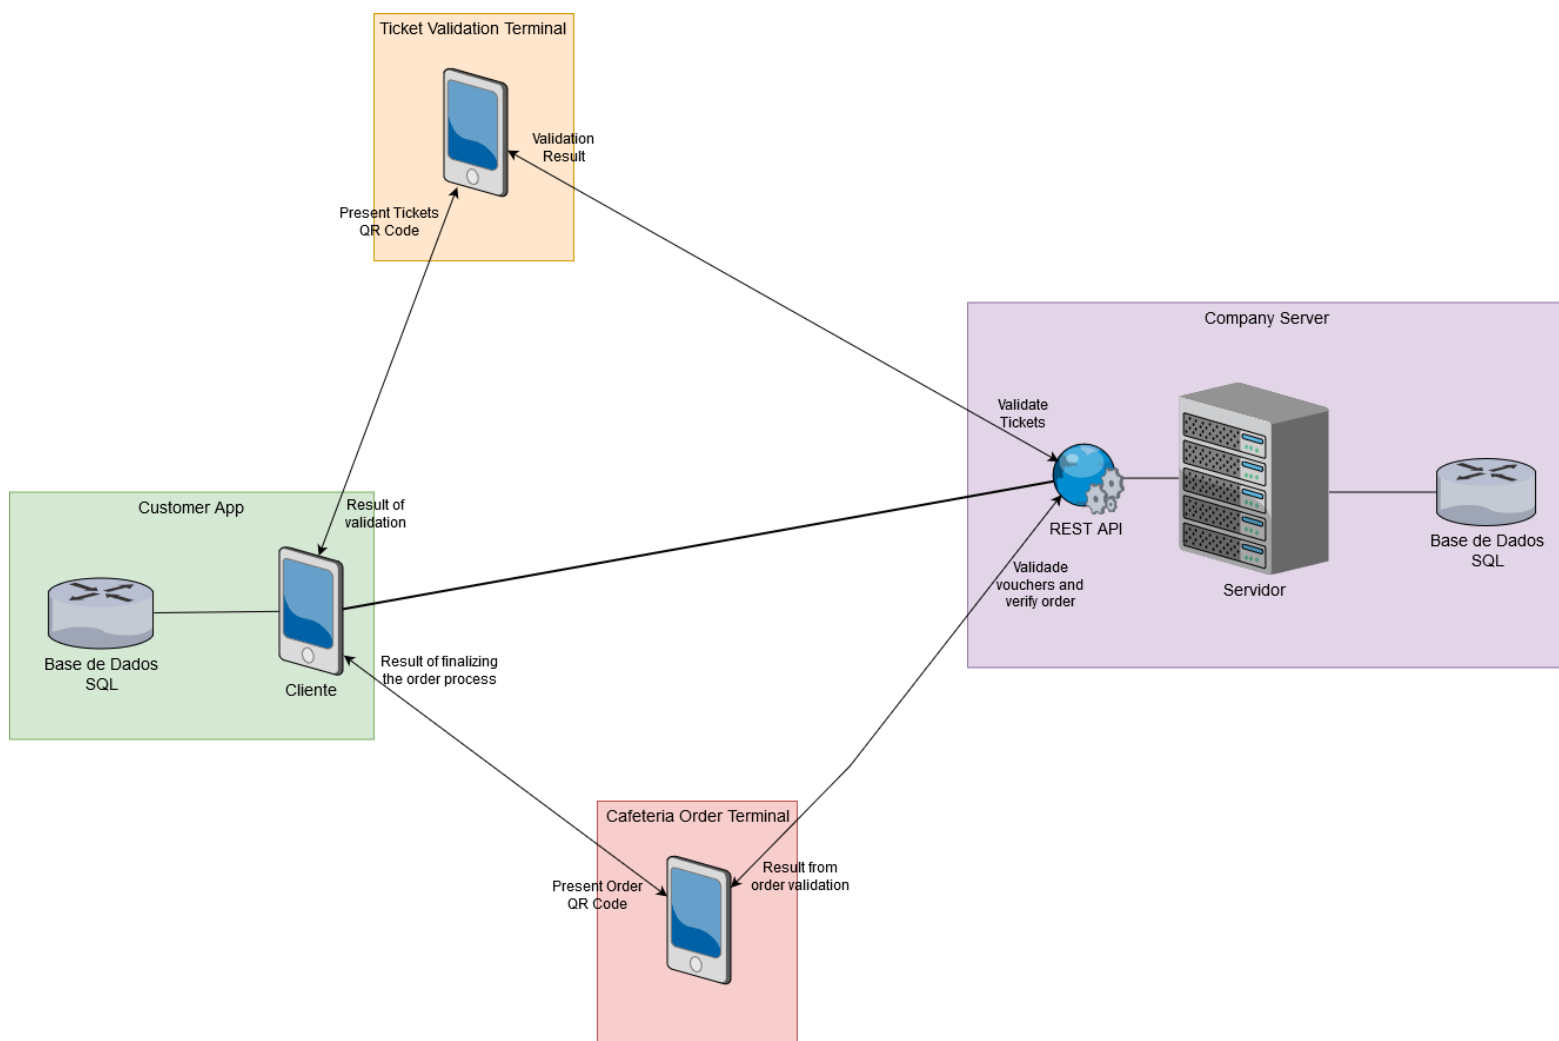 Ticket Validation Terminal
Validation
Result
Present Tickets
QR Code
Company Server
Validate
Tickets
REST API
Servidor
Base de Dados
SQL
Customer App
Result of
validation
Base de Dados
SQL
Cliente
Validade
vouchers and
verify order
Result of finalizing
the order process
Cafeteria Order Terminal
Present Order
QR Code
Result from
order validation